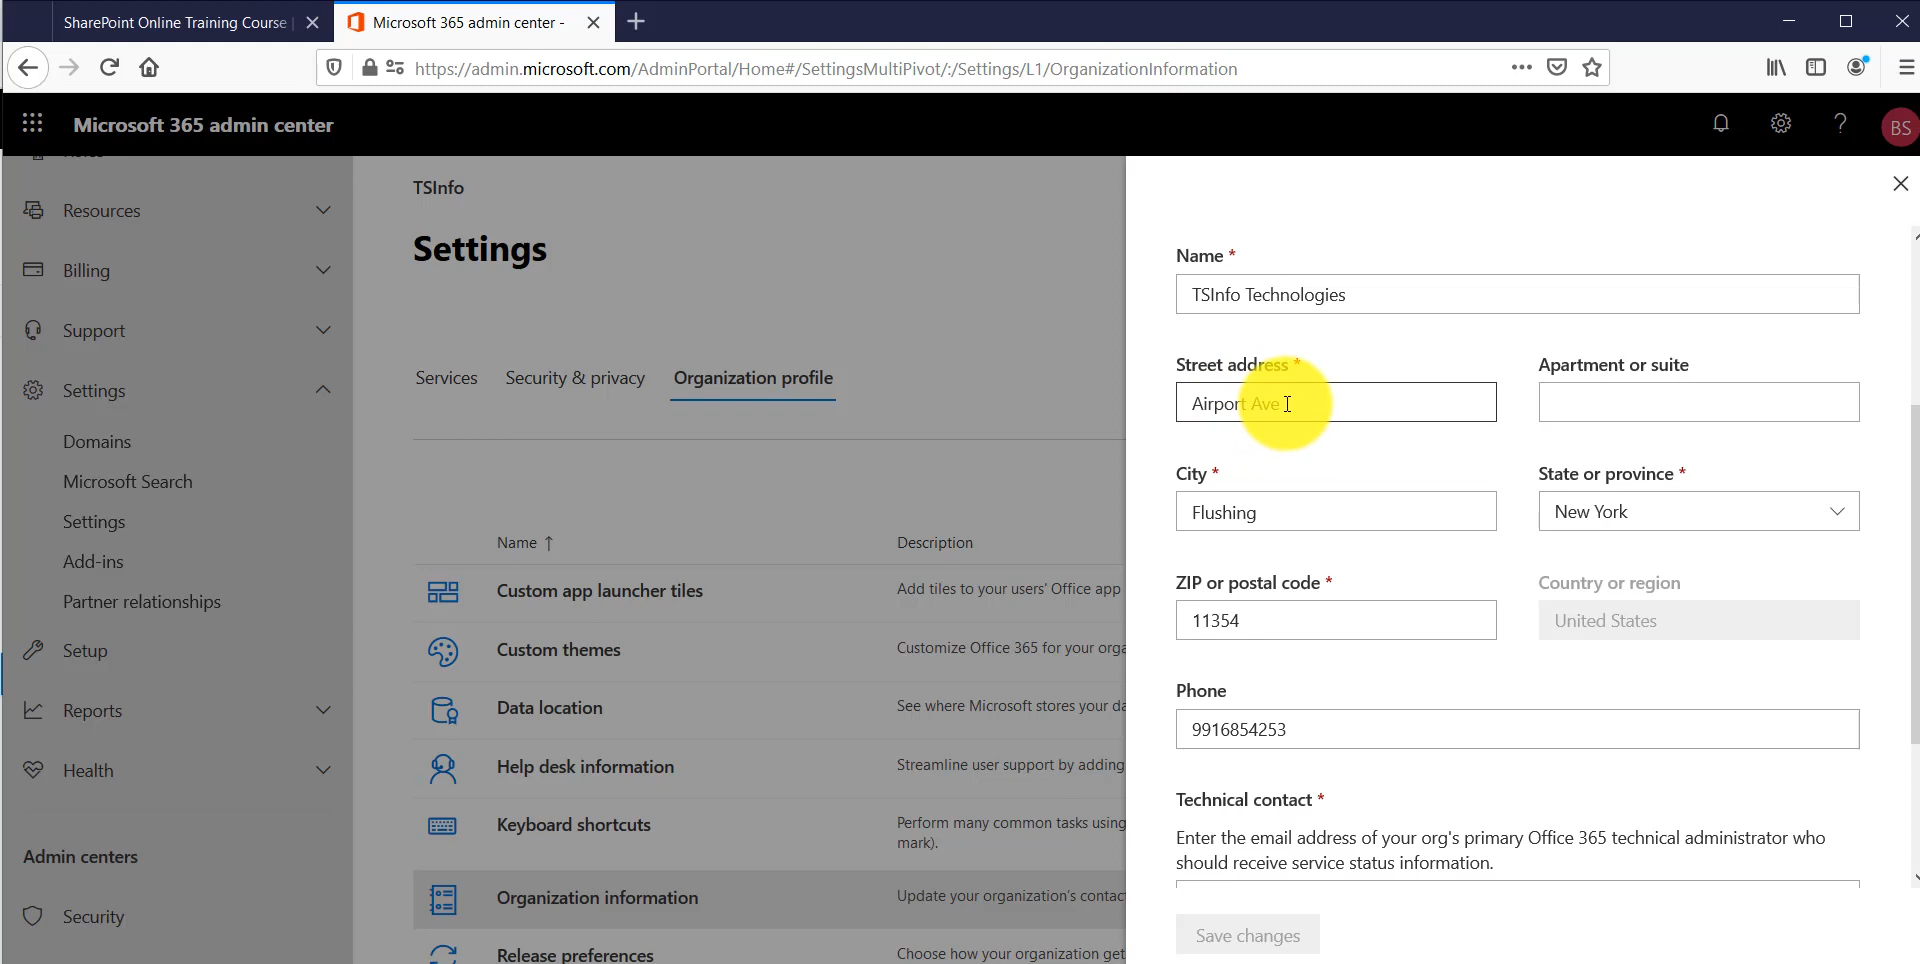 SharePoint Online Training Course
Microsoft 365 admin center -
https://admin.microsoft.com/AdminPortal/Home#/SettingsMultiPivot/:/Settings/L1/OrganizationInformation
Microsoft 365 admin center
BS
Resources
Billing
Support
Settings
Domains
Microsoft Search
Settings
Add-ins
Partner relationships
Setup
Reports
Health
Admin centers
Security
TSInfo
Settings
Services
Security & privacy
Organization profile
Name ↑
Description
Custom app launcher tiles
Add tiles to your users' Office app
Custom themes
Customize Office 365 for your orga
Data location
See where Microsoft stores your da
Help desk information
Streamline user support by adding
Keyboard shortcuts
Perform many common tasks using
mark).
Organization information
Update your organization's contac
Release preferences
Choose how your organization get
Name *
TSInfo Technologies
Street address *
Apartment or suite
Airport Ave
City *
State or province *
Flushing
New York
ZIP or postal code *
Country or region
11354
United States
Phone
9916854253
Technical contact *
Enter the email address of your org's primary Office 365 technical administrator who
should receive service status information.
Save changes